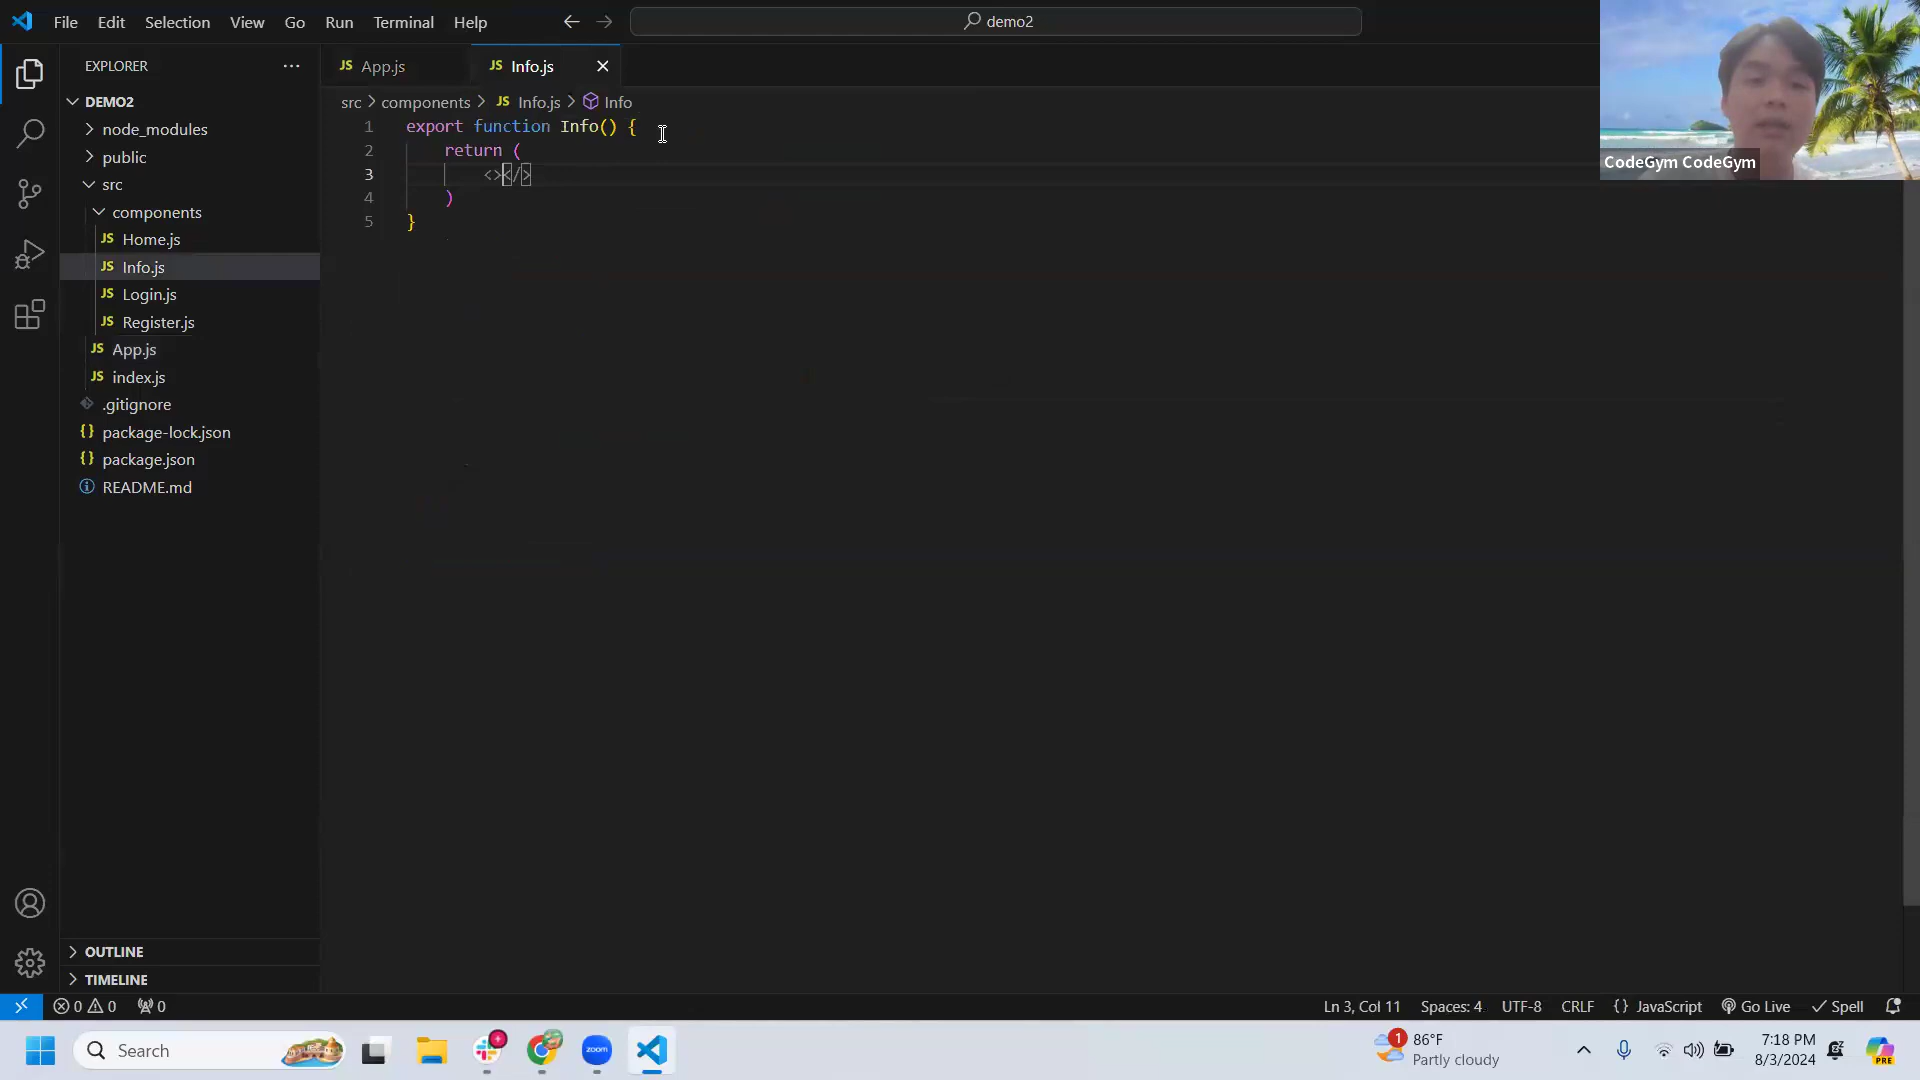 File Edit Selection View Go Run Terminal Help
demo2
EXPLORER
JS App.js
JS Info.js
CodeGym CodeGym
DEMO2
node_modules
public
src
components
JS Home.js
JS Info.js
JS Login.js
JS Register.js
JS App.js
JS index.js
.gitignore
{} package-lock.json
{} package.json
README.md
OUTLINE
TIMELINE
src > components > JS Info.js > Info
1 export function Info() {
2 return (
3 <></>
4 )
5 }
0 0 0
Ln 3, Col 11 Spaces: 4 UTF-8 CRLF {} JavaScript Go Live Spell
Search
zoom
1
86°F
Partly cloudy
7:18 PM
8/3/2024
PRE